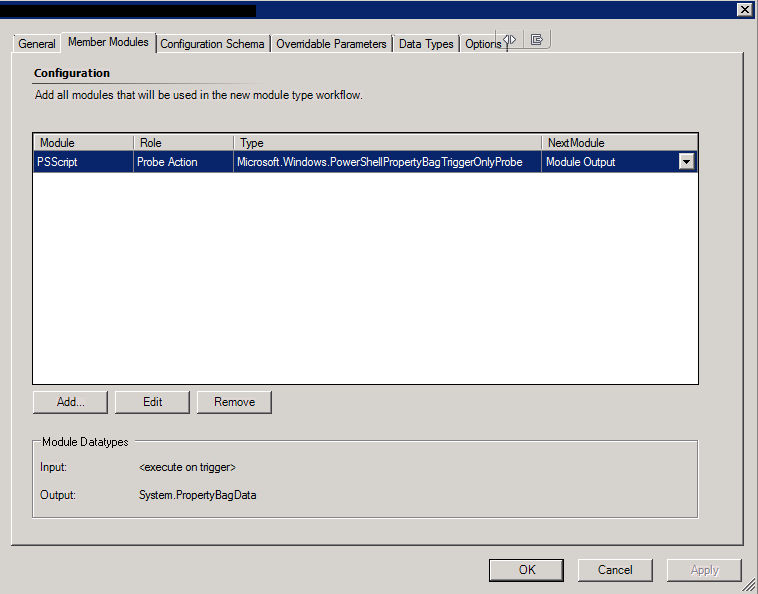 General Member Modules Configuration Schema Overridable Parameters Data Types Options
Configuration
Add all modules that will be used in the new module type workflow.
Module Role Type NextModule
PSScript Probe Action Microsoft.Windows.PowerShellPropertyBagTriggerOnlyProbe Module Output
Add... Edit Remove
Module Datatypes
Input: <execute on trigger>
Output: System.PropertyBagData
OK Cancel Apply